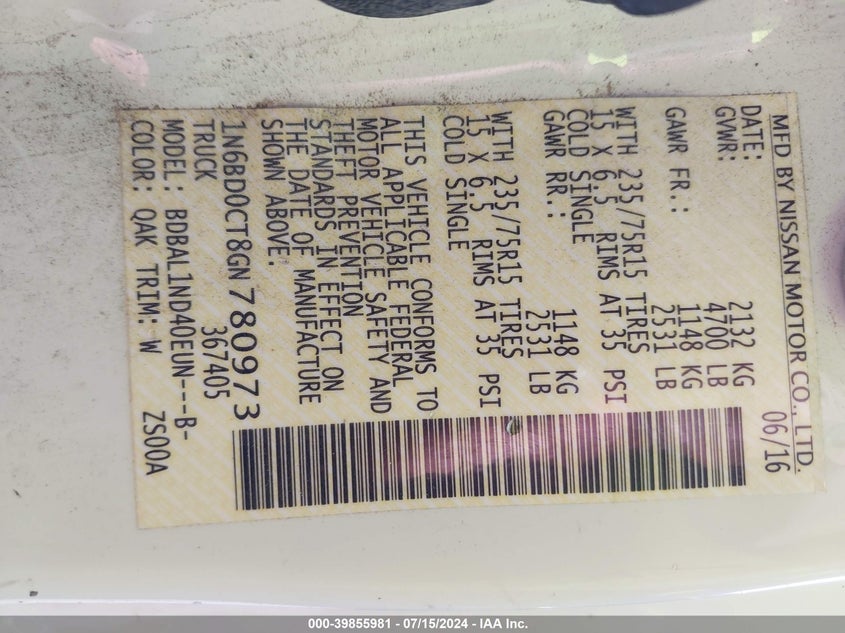 MFD BY NISSAN MOTOR CO., LTD.
DATE: 06/16
GVWR: 2132 KG
4700 LB
GAWR FR.: 1148 KG
2531 LB
WITH 235/75R15 TIRES
15 X 6.5 RIMS AT 35 PSI
COLD SINGLE
GAWR RR.: 1148 KG
2531 LB
WITH 235/75R15 TIRES
15 X 6.5 RIMS AT 35 PSI
COLD SINGLE
THIS VEHICLE CONFORMS TO
ALL APPLICABLE FEDERAL
MOTOR VEHICLE SAFETY AND
THEFT PREVENTION
STANDARDS IN EFFECT ON
THE DATE OF MANUFACTURE
SHOWN ABOVE.
1N6BD0CT8GN780973
TRUCK 367405
MODEL: BDBAL1ND40EUN---B-
COLOR: QAK TRIM: W ZS00A
000-39855981 - 07/15/2024 - IAA Inc.